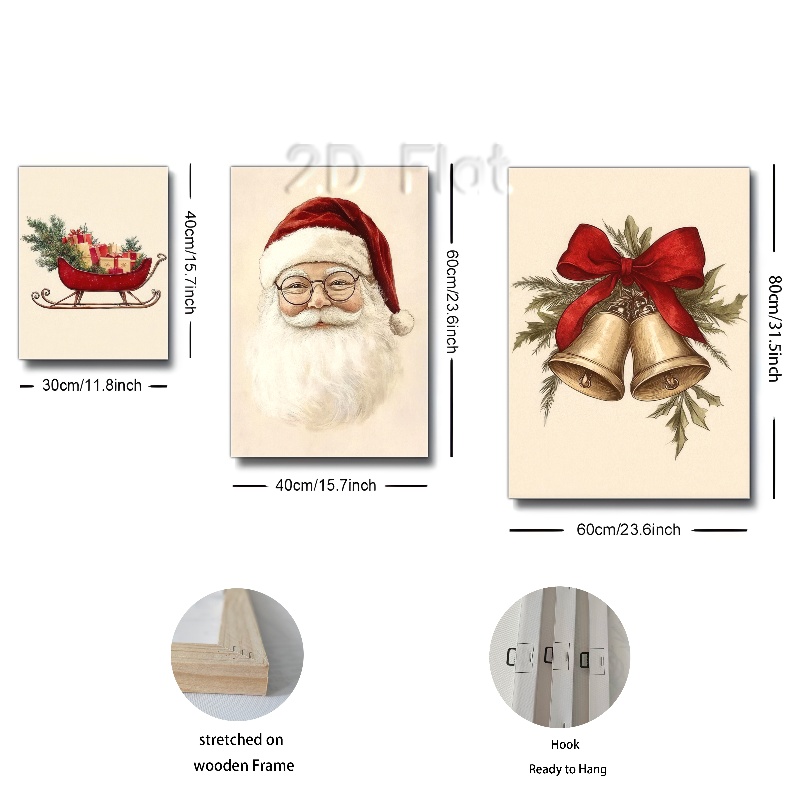 2D Flat
40cm/15.7inch
30cm/11.8inch
60cm/23.6inch
40cm/15.7inch
80cm/31.5inch
60cm/23.6inch
stretched on
wooden Frame
Hook
Ready to Hang